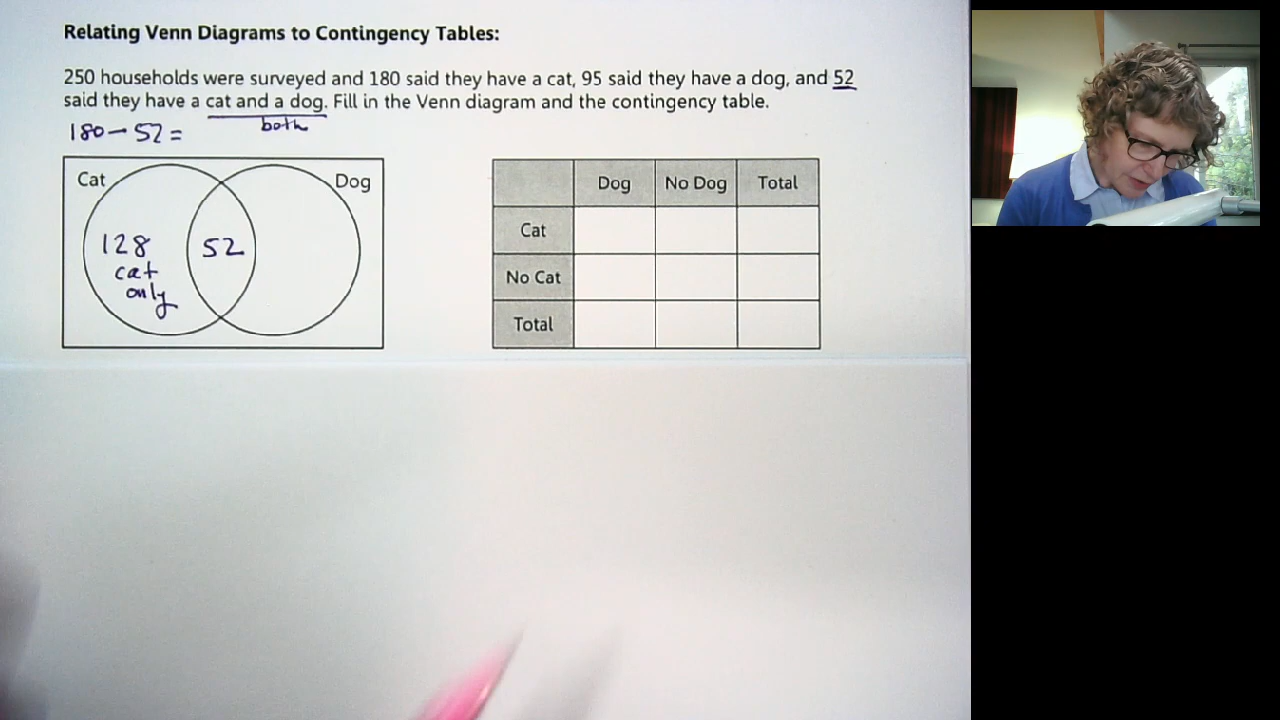 Relating Venn Diagrams to Contingency Tables:
250 households were surveyed and 180 said they have a cat, 95 said they have a dog, and 52
said they have a cat and a dog. Fill in the Venn diagram and the contingency table.
180 - 52 =
both
Cat
Dog
128
cat
only
52
Dog No Dog Total
Cat
No Cat
Total